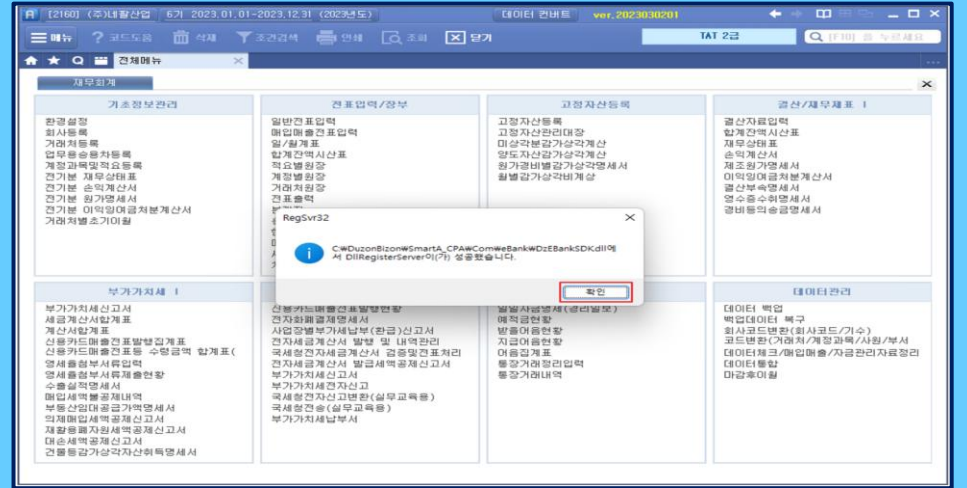 [2160] (주)네팔산업 6기 2023.01.01-2023.12.31 (2023년도) 데이터 컨버트 ver.2023030201
메뉴 코드도움 삭제 조건검색 인쇄 조회 닫기 TAT 2급
전체메뉴
재무회계
기초정보관리
환경설정
회사등록
거래처등록
업무용승용차등록
계정과목및적요등록
전기분 재무상태표
전기분 손익계산서
전기분 원가명세서
전기분 이익잉여금처분계산서
거래처별초기이월
전표입력/장부
일반전표입력
매입매출전표입력
일/월계표
합계잔액시산표
적요별원장
계정별원장
거래처원장
전표출력
고정자산등록
고정자산등록
고정자산관리대장
미상각분감가상각계산
양도자산감가상각계산
원가경비별감가상각명세서
월별감가상각비계상
결산/재무제표 I
결산자료입력
합계잔액시산표
재무상태표
손익계산서
제조원가명세서
이익잉여금처분계산서
결산부속명세서
영수증수취명세서
경비등의송금명세서
RegSvr32
C:₩DuzonBizon₩SmartA_CPA₩Com₩eBank₩DzEBankSDK.dll에
서 DllRegisterServer이(가) 성공했습니다.
확인
부가가치세 I
부가가치세신고서
세금계산서합계표
계산서합계표
신용카드매출전표발행집계표
신용카드매출전표등 수령금액 합계표(
영세율첨부서류입력
영세율첨부서류제출현황
수출실적명세서
매입세액불공제내역
부동산임대공급가액명세서
의제매입세액공제신고서
재활용폐자원세액공제신고서
대손세액공제신고서
건물등감가상각자산취득명세서
신용카드매출전표발행현황
전자화폐결제명세서
사업장별부가세납부(환급)신고서
전자세금계산서 발행 및 내역관리
국세청전자세금계산서 검증및전표처리
전자세금계산서 발급세액공제신고서
부가가치세신고서
부가가치세전자신고
국세청전자신고변환(실무교육용)
국세청전송(실무교육용)
부가가치세납부서
일일자금명세(경리일보)
예적금현황
받을어음현황
지급어음현황
어음집계표
통장거래정리입력
통장거래내역
데이터관리
데이터 백업
백업데이터 복구
회사코드변환(회사코드/기수)
코드변환(거래처/계정과목/사원/부서
데이터체크/매입매출/자금관리자료정리
데이터통합
마감후이월